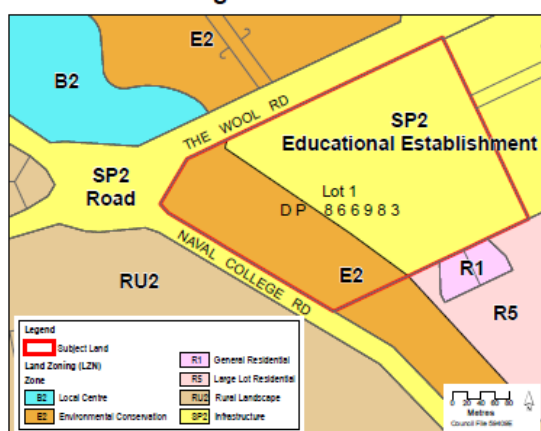 E2
B2
THE WOOL RD
SP2
Educational Establishment
SP2
Road
Lot 1
DP 866983
NAVAL COLLEGE RD
E2
R1
RU2
R5
Legend
Subject Land
Land Zoning (LZN)
Zone
B2 Local Centre
E2 Environmental Conservation
R1 General Residential
R5 Large Lot Residential
RU2 Rural Landscape
SP2 Infrastructure
0 20 40 60 80
Metres
N